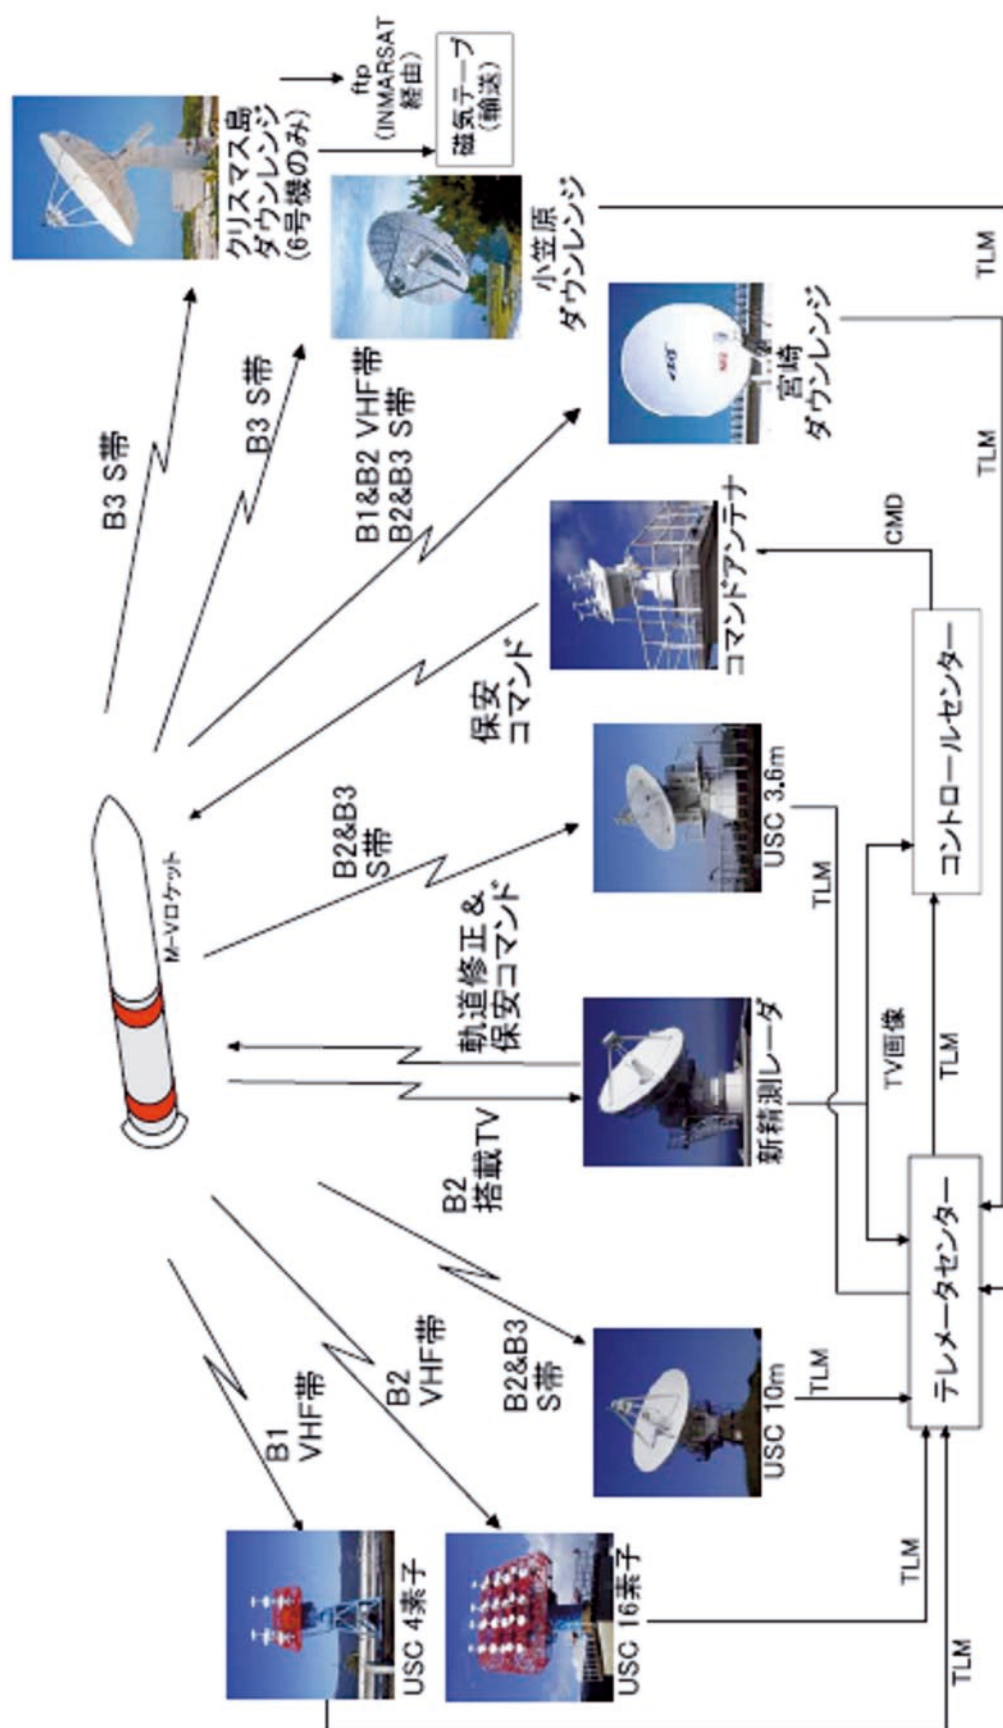 M-Vロケット
B1
VHF帯
B2
VHF帯
B2&B3
S帯
B2
搭載TV
軌道修正&
保安コマンド
B2&B3
S帯
保安
コマンド
B1&B2 VHF帯
B2&B3 S帯
B3 S帯
B3 S帯
USC 4素子
USC 16素子
USC 10m
新精測レーダ
USC 3.6m
コマンドアンテナ
宮崎
ダウンレンジ
小笠原
ダウンレンジ
クリスマス島
ダウンレンジ
(6号機のみ)
ftp
(INMARSAT
経由)
磁気テープ
(輸送)
TLM
TLM
TLM
TLM
TV画像
TLM
CMD
TLM
TLM
テレメータセンター
コントロールセンター